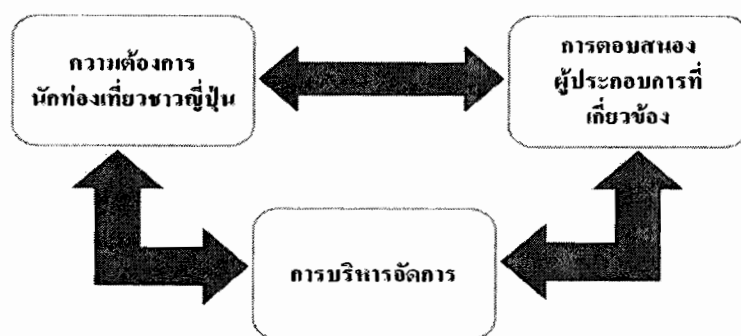 ความต้องการ
นักท่องเที่ยวชาวญี่ปุ่น
การตอบสนอง
ผู้ประกอบการที่
เกี่ยวข้อง
การบริหารจัดการ